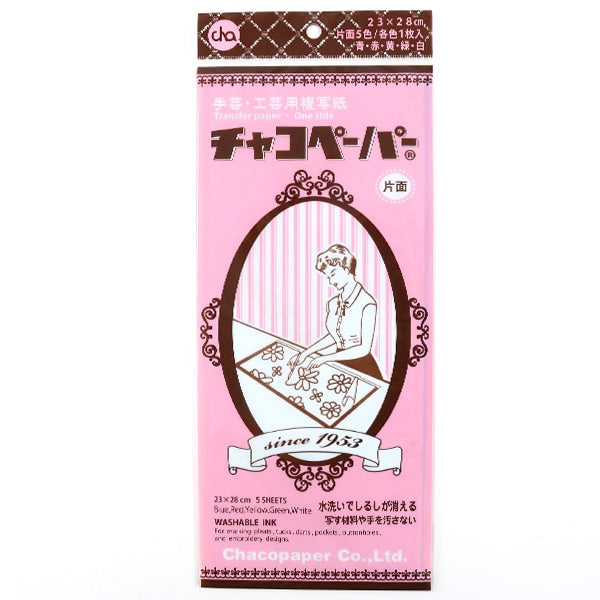 cha
23×28cm
片面5色/各色1枚入
青・赤・黄・緑・白
手芸・工芸用複写紙
Transfer paper・One side
チャコペーパー®
片面
since 1953
23×28cm 5 SHEETS
Blue,Red,Yellow,Green,White
WASHABLE INK
For marking pleats, tucks, darts, pockets, buttonholes,
and embroidery designs.
水洗いでしるしが消える
写す材料や手を汚さない
Chacopaper Co.,Ltd.